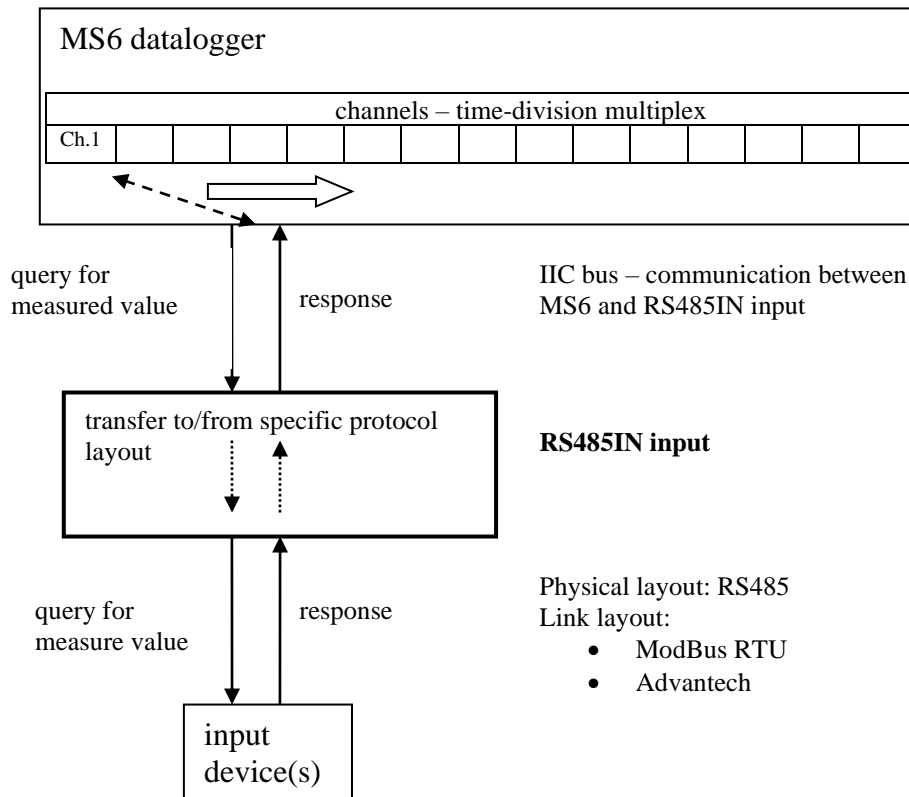 MS6 datalogger
channels – time-division multiplex
Ch.1
query for
measured value
response
IIC bus – communication between
MS6 and RS485IN input
transfer to/from specific protocol
layout
RS485IN input
query for
measure value
response
Physical layout: RS485
Link layout:
• ModBus RTU
• Advantech
input
device(s)